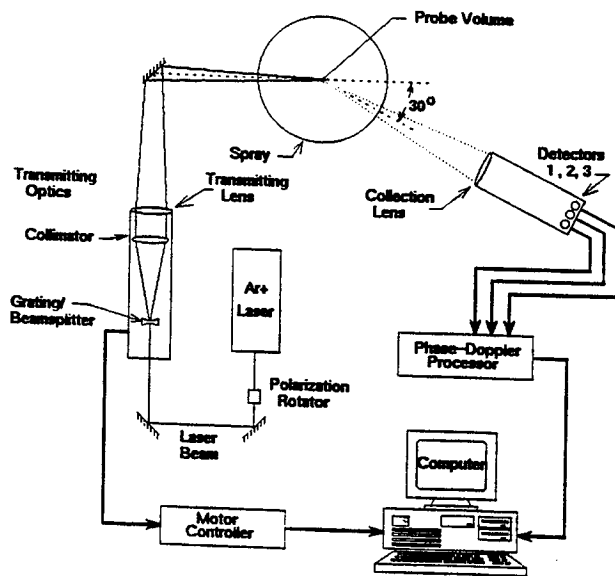 Probe Volume
30°
Spray
Detectors
1, 2, 3
Transmitting
Optics
Transmitting
Lens
Collection
Lens
Collimator
Ar+
Laser
Grating/
Beamsplitter
Phase-Doppler
Processor
Polarization
Rotator
Laser
Beam
Computer
Motor
Controller